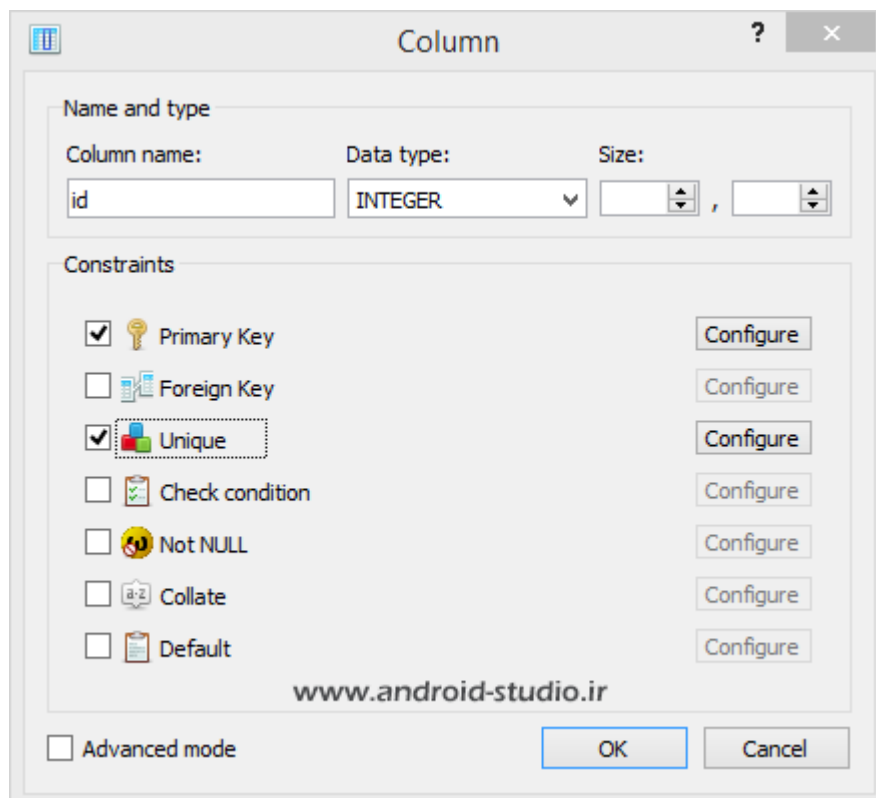 Column
?
Name and type
Column name: Data type: Size:
id INTEGER ,
Constraints
Primary Key Configure
Foreign Key Configure
Unique Configure
Check condition Configure
Not NULL Configure
a·z Collate Configure
Default Configure
www.android-studio.ir
Advanced mode OK Cancel